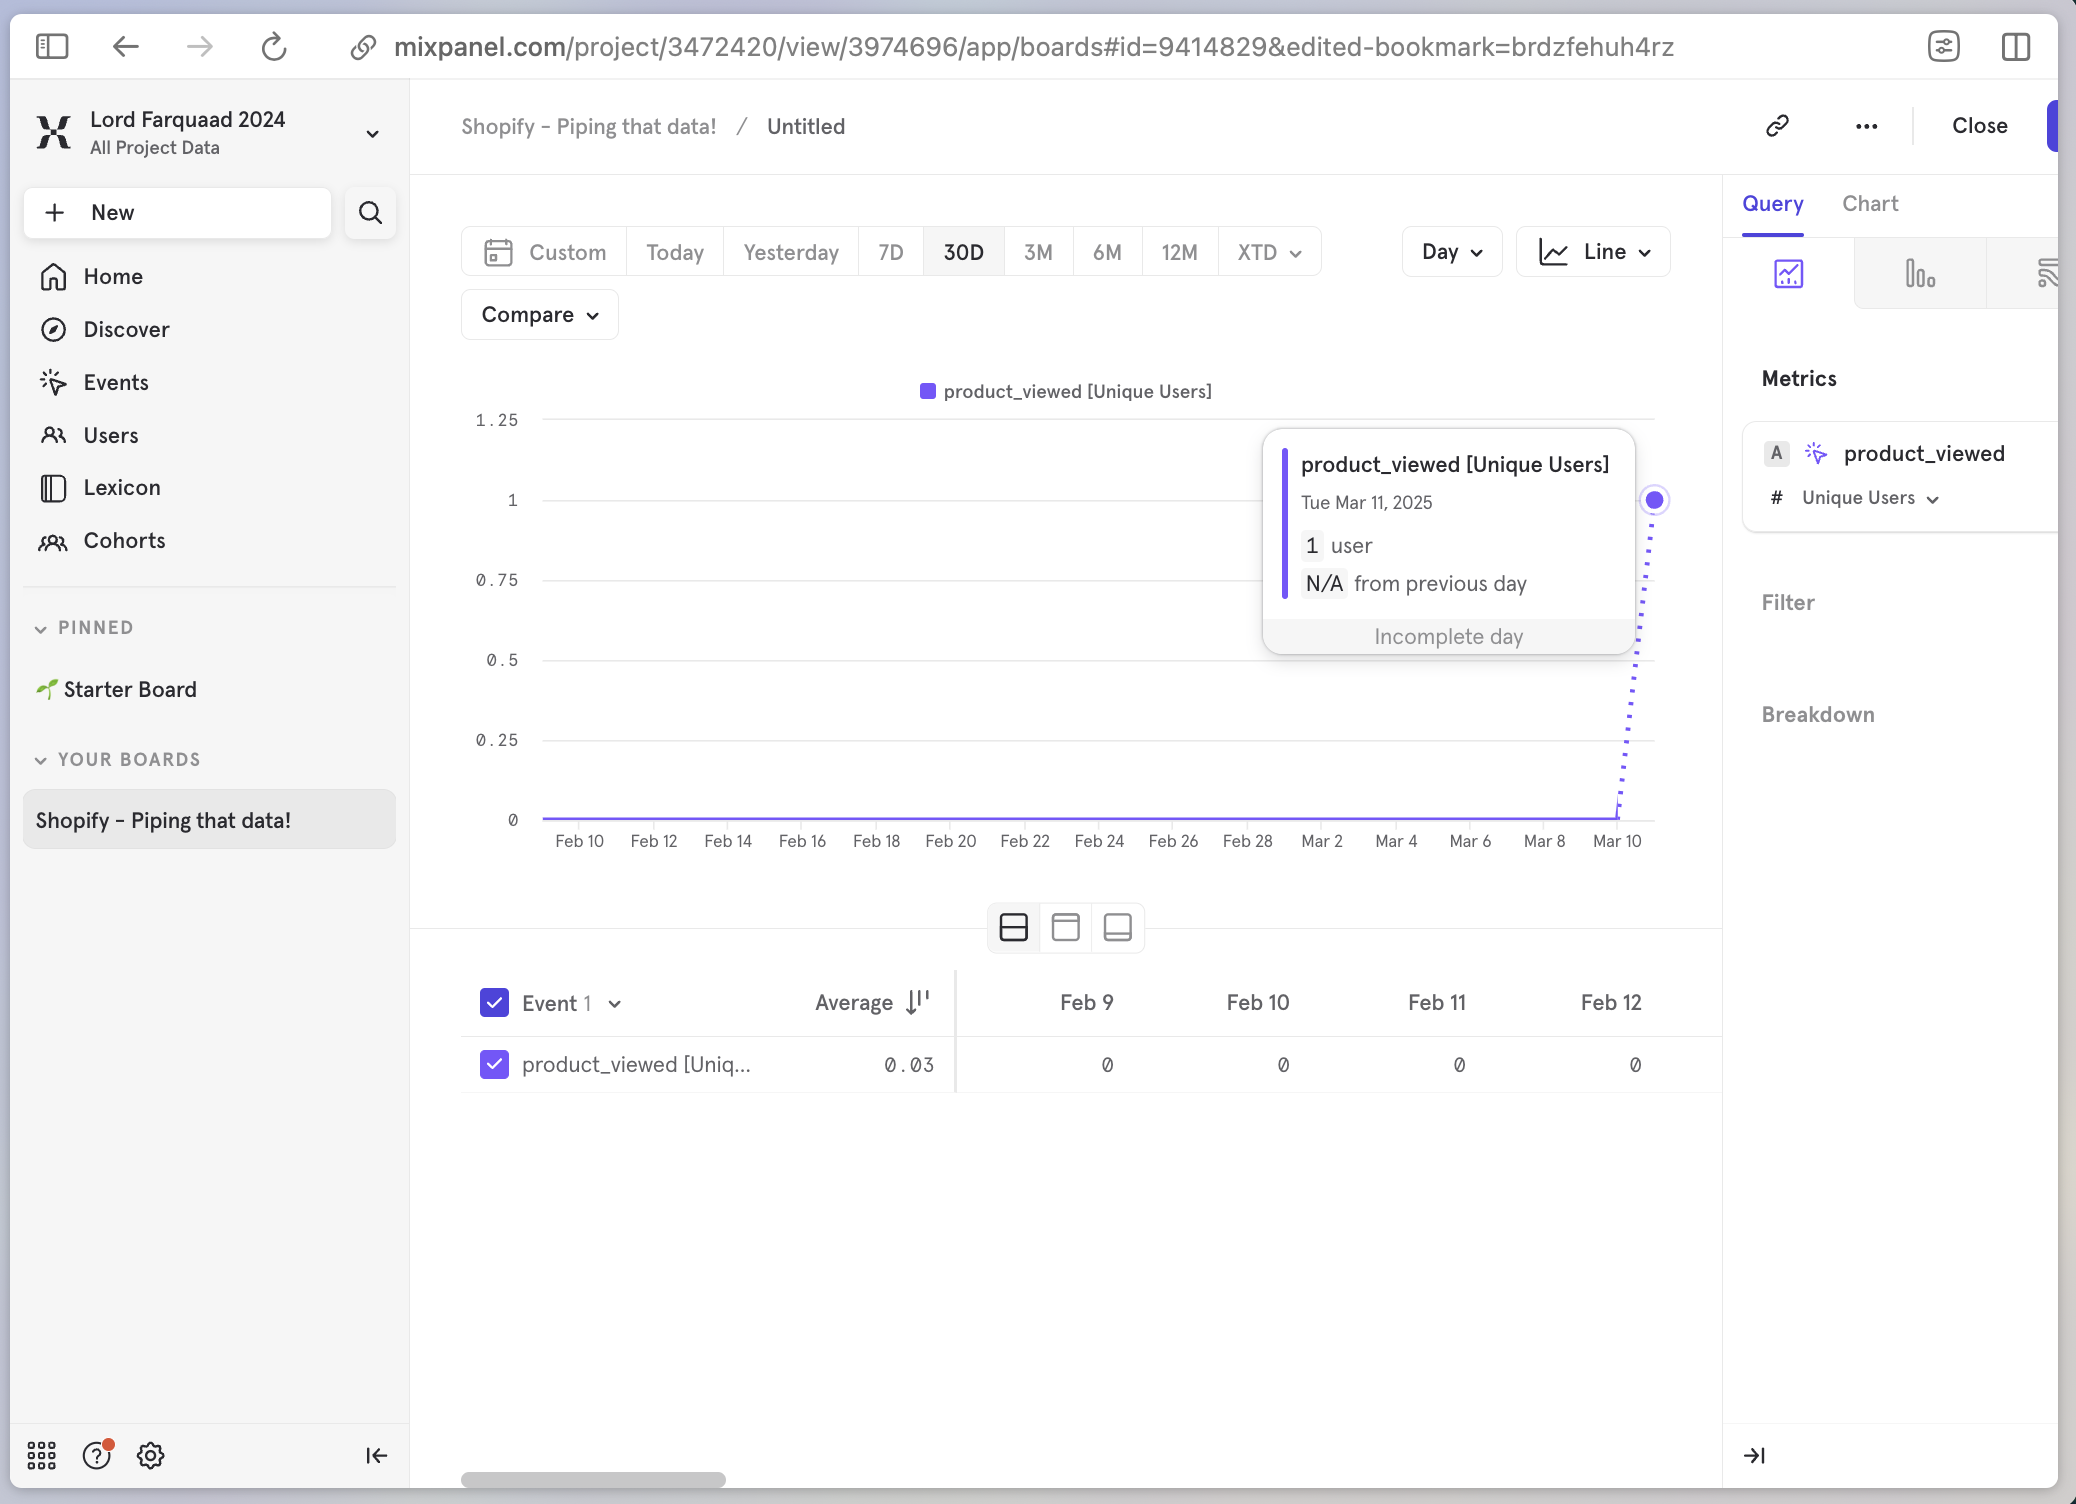 mixpanel.com/project/3472420/view/3974696/app/boards#id=9414829&edited-bookmark=brdzfehuh4rz
Lord Farquaad 2024
All Project Data
New
Home
Discover
Events
Users
Lexicon
Cohorts
PINNED
🌱 Starter Board
YOUR BOARDS
Shopify - Piping that data!
Shopify - Piping that data! / Untitled
Close
Custom Today Yesterday 7D 30D 3M 6M 12M XTD
Day
Line
Compare
product_viewed [Unique Users]
1.25
1
0.75
0.5
0.25
0
product_viewed [Unique Users]
Tue Mar 11, 2025
1 user
N/A from previous day
Incomplete day
Feb 10 Feb 12 Feb 14 Feb 16 Feb 18 Feb 20 Feb 22 Feb 24 Feb 26 Feb 28 Mar 2 Mar 4 Mar 6 Mar 8 Mar 10
Event 1 Average Feb 9 Feb 10 Feb 11 Feb 12
product_viewed [Uniq... 0.03 0 0 0 0
Query Chart
Metrics
A product_viewed
# Unique Users
Filter
Breakdown